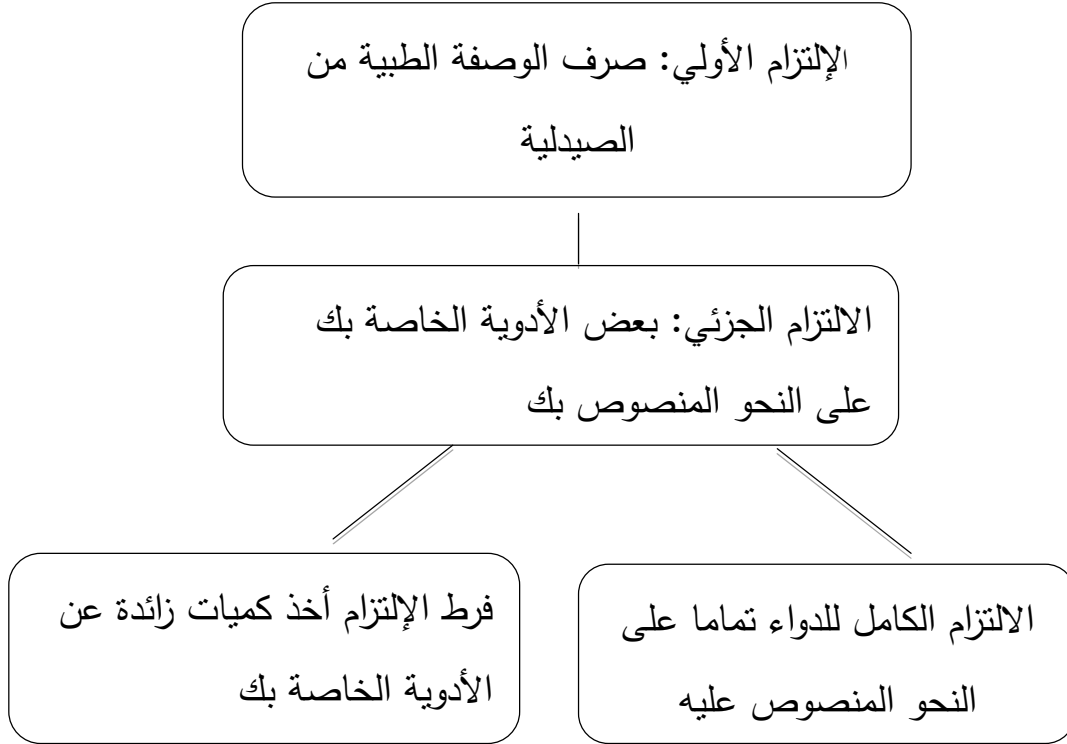 الإلتزام الأولي: صرف الوصفة الطبية من
الصيدلية
الالتزام الجزئي: بعض الأدوية الخاصة بك
على النحو المنصوص بك
الالتزام الكامل للدواء تماما على
النحو المنصوص عليه
فرط الإلتزام أخذ كميات زائدة عن
الأدوية الخاصة بك